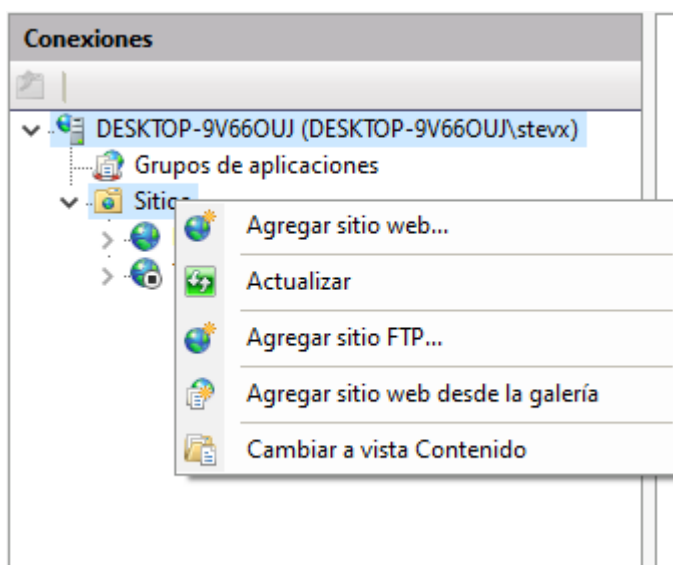 Conexiones
DESKTOP-9V66OUJ (DESKTOP-9V66OUJ\stevx)
Grupos de aplicaciones
Sitios
Agregar sitio web...
Actualizar
Agregar sitio FTP...
Agregar sitio web desde la galería
Cambiar a vista Contenido